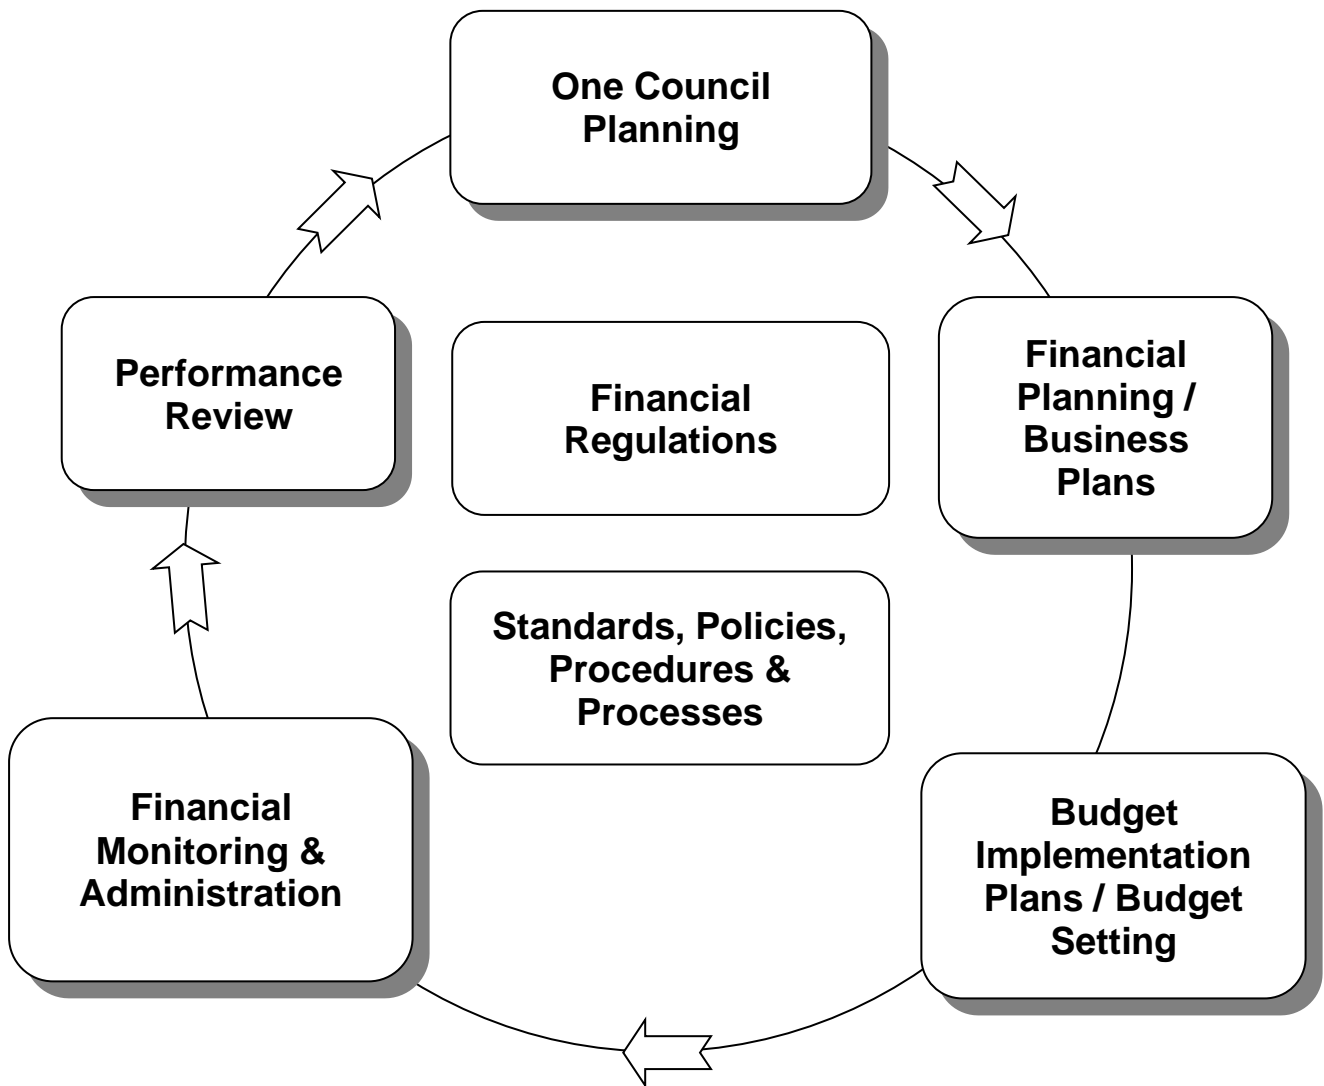 One Council
Planning
Performance
Review
Financial
Regulations
Financial
Planning /
Business
Plans
Standards, Policies,
Procedures &
Processes
Financial
Monitoring &
Administration
Budget
Implementation
Plans / Budget
Setting